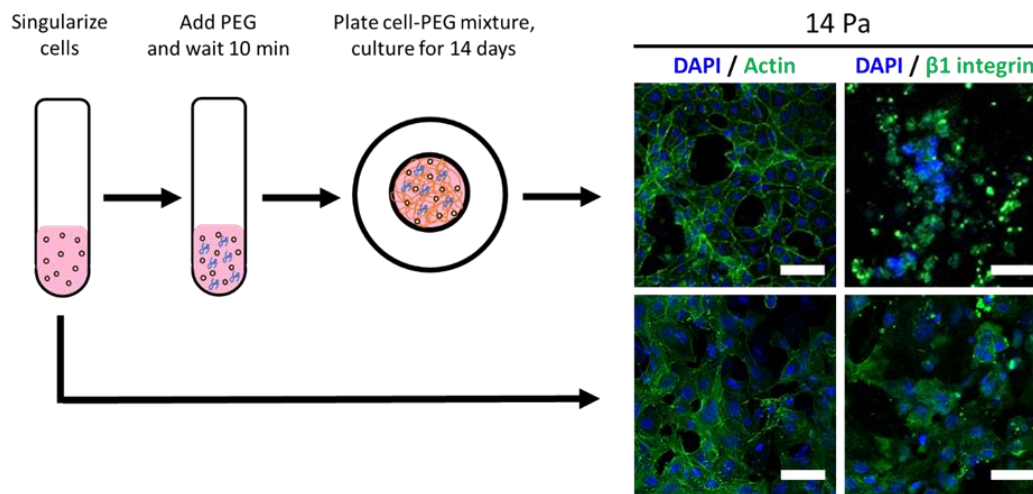 Singularize
cells
Add PEG
and wait 10 min
Plate cell-PEG mixture,
culture for 14 days
14 Pa
DAPI / Actin
DAPI / β1 integrin